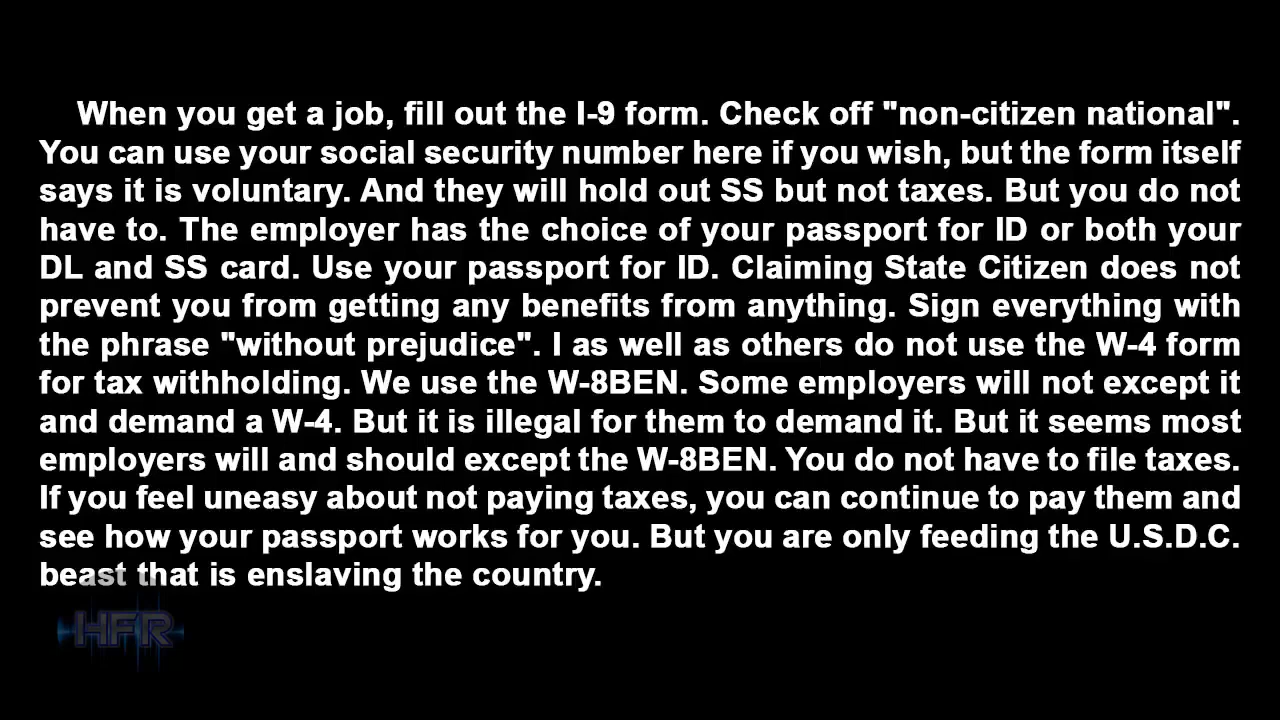 When you get a job, fill out the I-9 form. Check off "non-citizen national".
You can use your social security number here if you wish, but the form itself
says it is voluntary. And they will hold out SS but not taxes. But you do not
have to. The employer has the choice of your passport for ID or both your
DL and SS card. Use your passport for ID. Claiming State Citizen does not
prevent you from getting any benefits from anything. Sign everything with
the phrase "without prejudice". I as well as others do not use the W-4 form
for tax withholding. We use the W-8BEN. Some employers will not except it
and demand a W-4. But it is illegal for them to demand it. But it seems most
employers will and should except the W-8BEN. You do not have to file taxes.
If you feel uneasy about not paying taxes, you can continue to pay them and
see how your passport works for you. But you are only feeding the U.S.D.C.
beast that is enslaving the country.
HFR